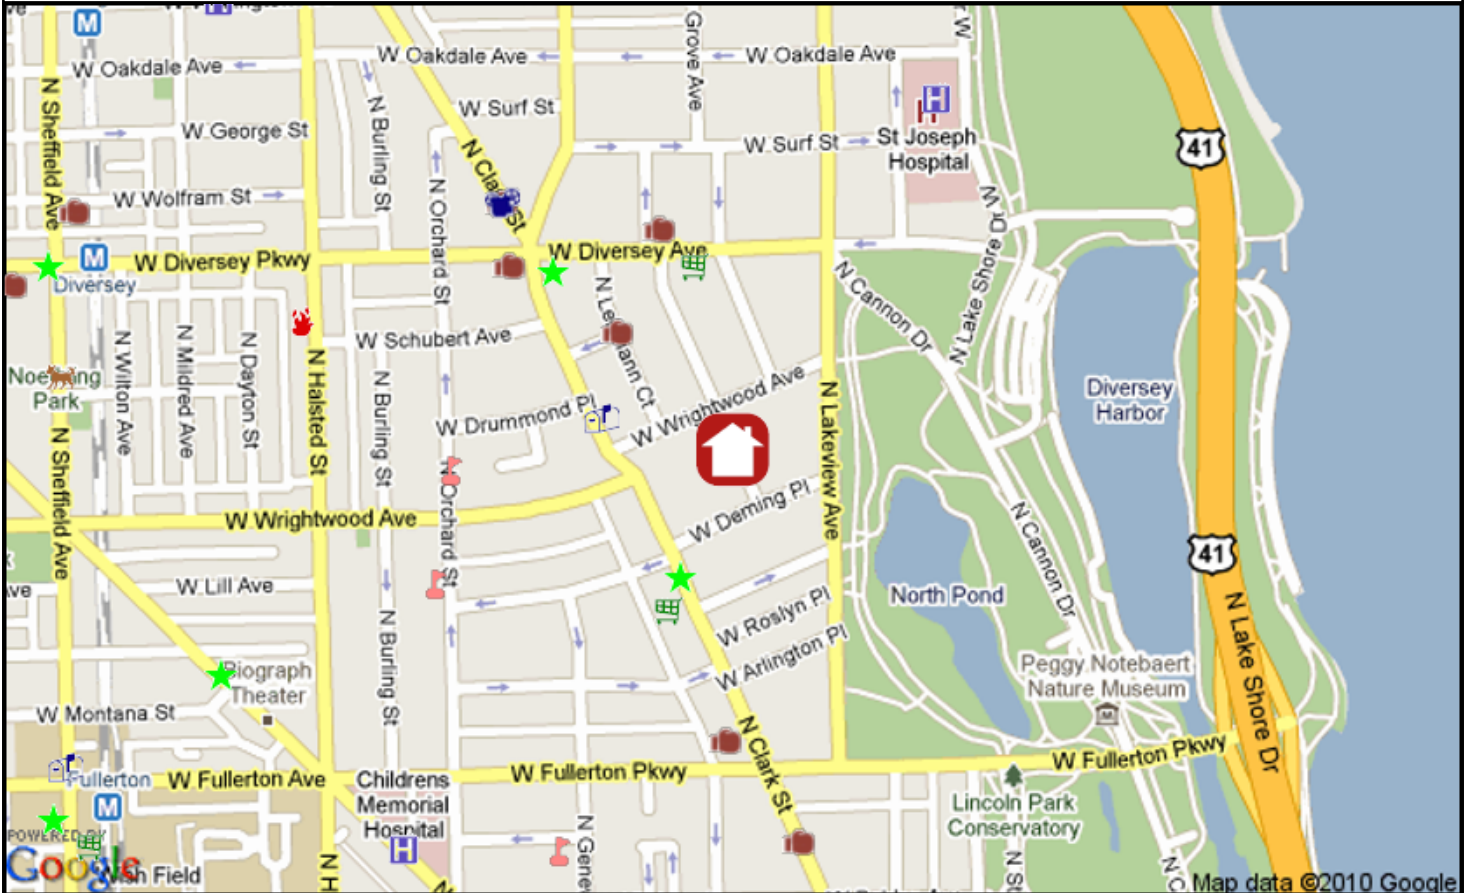 M
W Oakdale Ave
W Oakdale Ave
W Oakdale Ave
Grove Ave
N Sheffield Ave
W Surf St
W George St
N Burling St
N Clark St
W Surf St
H
St Joseph
Hospital
41
W Wolfram St
N Orchard St
M
Diversey
W Diversey Pkwy
W Diversey Ave
N Lake Shore Dr W
N Cannon Dr
W Schubert Ave
N Wilton Ave
N Mildred Ave
N Dayton St
N Halsted St
Park
N Burling St
W Drummond Pl
W Wrightwood Ave
N Lakeview Ave
Diversey
Harbor
N Sheffield Ave
W Wrightwood Ave
N Orchard St
W Deming Pl
N Cannon Dr
41
W Lill Ave
North Pond
W Roslyn Pl
W Arlington Pl
N Burling St
Biograph
Theater
Peggy Notebaert
Nature Museum
N Lake Shore Dr
W Montana St
N Clark St
Fullerton
M
W Fullerton Ave
W Fullerton Pkwy
W Fullerton Pkwy
Childrens
Memorial
Hospital
H
Lincoln Park
Conservatory
POWERED BY
Google
Field
N H
N Gene
N St
N C
Map data ©2010 Google